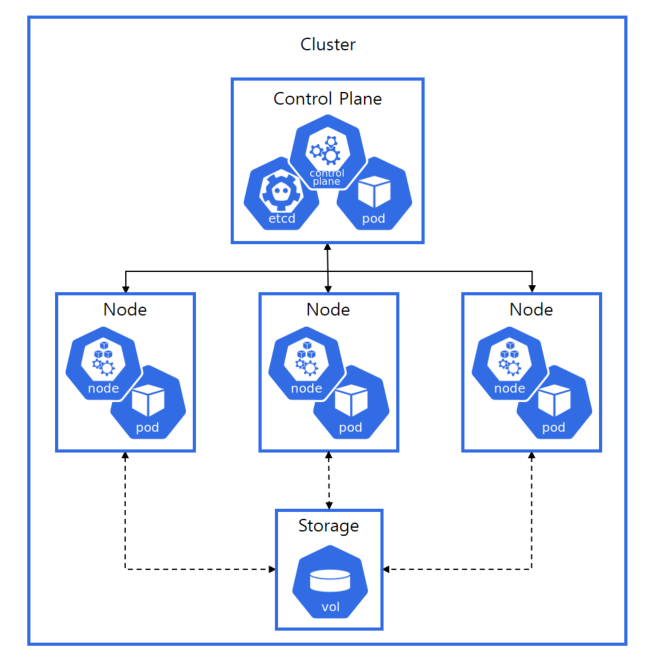 Cluster
Control Plane
control
plane
etcd
pod
Node
Node
Node
node
pod
node
pod
node
pod
Storage
vol